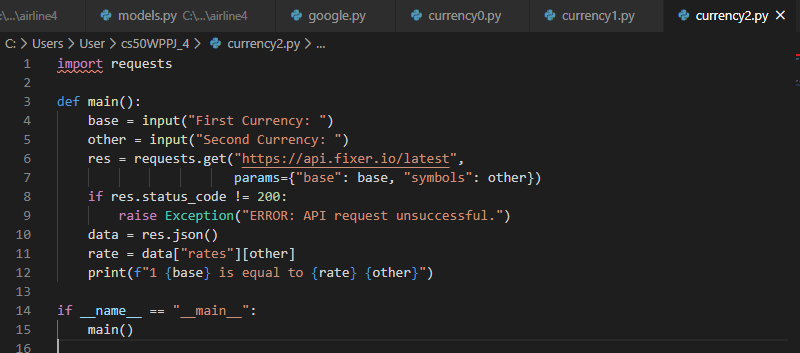 :\...\airline4 models.py C:\...\airline4 google.py currency0.py currency1.py currency2.py ×
C: > Users > User > cs50WPPJ_4 > currency2.py > ...
1 import requests
2
3 def main():
4     base = input("First Currency: ")
5     other = input("Second Currency: ")
6     res = requests.get("https://api.fixer.io/latest",
7                        params={"base": base, "symbols": other})
8     if res.status_code != 200:
9         raise Exception("ERROR: API request unsuccessful.")
10     data = res.json()
11     rate = data["rates"][other]
12     print(f"1 {base} is equal to {rate} {other}")
13
14 if __name__ == "__main__":
15     main()
16